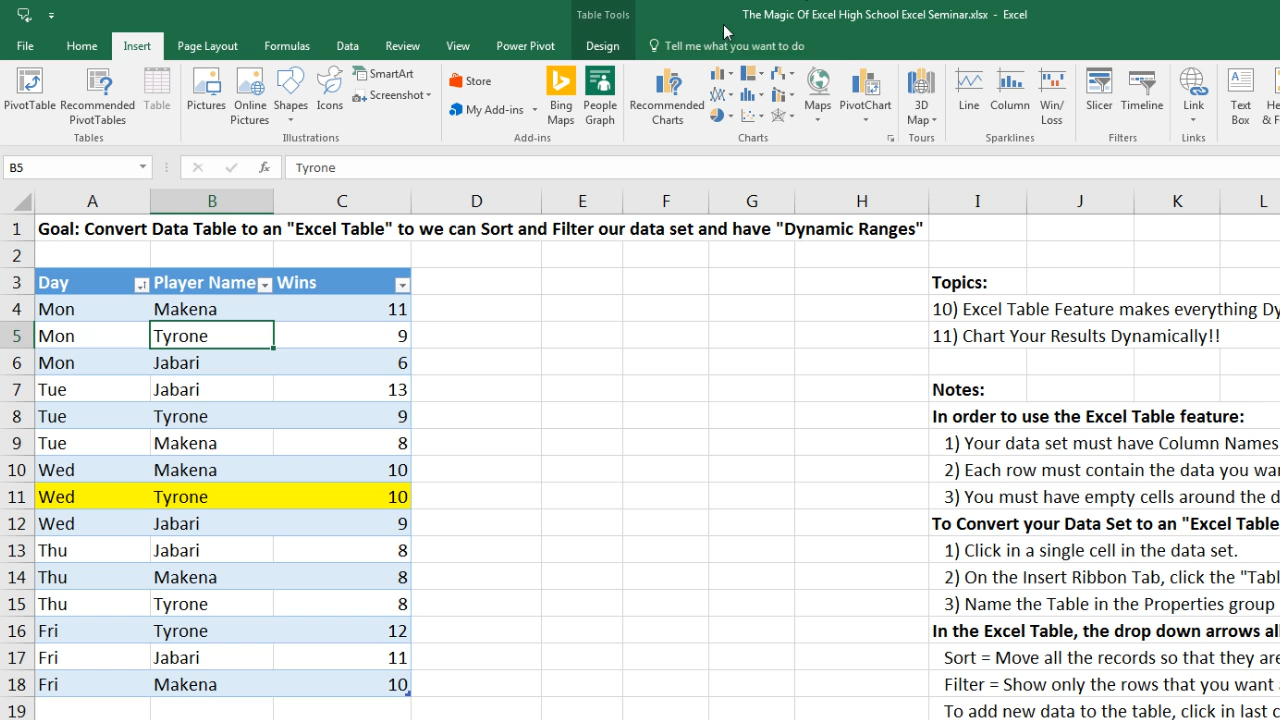 Table Tools
The Magic Of Excel High School Excel Seminar.xlsx - Excel
File Home Insert Page Layout Formulas Data Review View Power Pivot Design Tell me what you want to do
PivotTable Recommended PivotTables Table
Tables
Pictures Online Pictures Shapes Icons SmartArt Screenshot
Illustrations
Store My Add-ins Bing Maps People Graph
Add-ins
Recommended Charts Maps PivotChart
Charts
3D Map
Tours
Line Column Win/Loss
Sparklines
Slicer Timeline
Filters
Link
Links
Text Box He & F
B5 fx Tyrone
A B C D E F G H I J K L
1 Goal: Convert Data Table to an "Excel Table" to we can Sort and Filter our data set and have "Dynamic Ranges"
2
3 Day Player Name Wins Topics:
4 Mon Makena 11 10) Excel Table Feature makes everything Dy
5 Mon Tyrone 9 11) Chart Your Results Dynamically!!
6 Mon Jabari 6
7 Tue Jabari 13 Notes:
8 Tue Tyrone 9 In order to use the Excel Table feature:
9 Tue Makena 8 1) Your data set must have Column Names
10 Wed Makena 10 2) Each row must contain the data you wan
11 Wed Tyrone 10 3) You must have empty cells around the d
12 Wed Jabari 9 To Convert your Data Set to an "Excel Table
13 Thu Jabari 8 1) Click in a single cell in the data set.
14 Thu Makena 8 2) On the Insert Ribbon Tab, click the "Tabl
15 Thu Tyrone 8 3) Name the Table in the Properties group
16 Fri Tyrone 12 In the Excel Table, the drop down arrows al
17 Fri Jabari 11 Sort = Move all the records so that they are
18 Fri Makena 10 Filter = Show only the rows that you want
19 To add new data to the table, click in last c